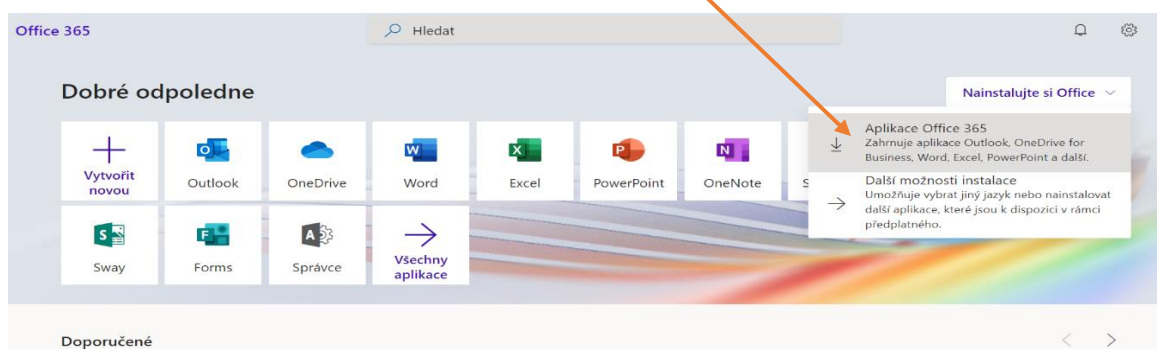 Office 365
Hledat
Dobré odpoledne
Nainstalujte si Office
Aplikace Office 365
Zahrnuje aplikace Outlook, OneDrive for
Business, Word, Excel, PowerPoint a další.
Další možnosti instalace
Umožňuje vybrat jiný jazyk nebo nainstalovat
další aplikace, které jsou k dispozici v rámci
předplatného.
Vytvořit
novou
Outlook
OneDrive
Word
Excel
PowerPoint
OneNote
S
Sway
Forms
Správce
Všechny
aplikace
Doporučené